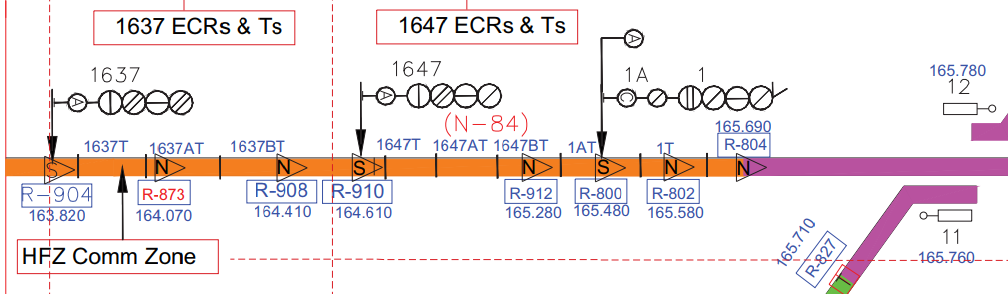 1637 ECRs & Ts
1647 ECRs & Ts
A
1637
A
1647
A
C
1A
1
165.780
12
(N-84)
165.690
R-804
1637T
1637AT
1637BT
1647T
1647AT
1647BT
1AT
1T
S
N
N
S
N
S
N
N
R-904
163.820
R-873
164.070
R-908
164.410
R-910
164.610
R-912
165.280
R-800
165.480
R-802
165.580
HFZ Comm Zone
165.710
R-827
11
165.760